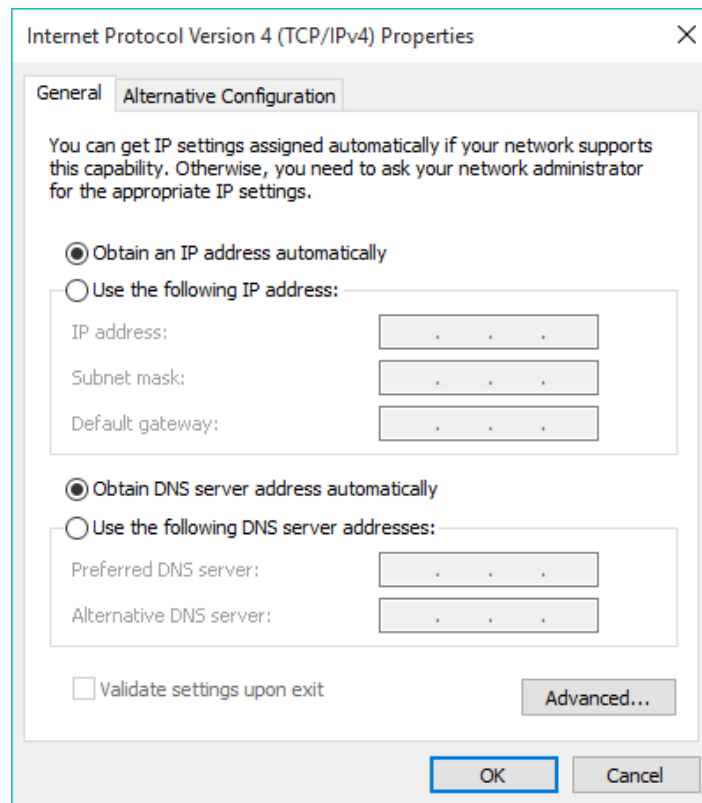 Internet Protocol Version 4 (TCP/IPv4) Properties
General
Alternative Configuration
You can get IP settings assigned automatically if your network supports
this capability. Otherwise, you need to ask your network administrator
for the appropriate IP settings.
Obtain an IP address automatically
Use the following IP address:
IP address:
. . .
Subnet mask:
. . .
Default gateway:
. . .
Obtain DNS server address automatically
Use the following DNS server addresses:
Preferred DNS server:
. . .
Alternative DNS server:
. . .
Validate settings upon exit
Advanced...
OK
Cancel